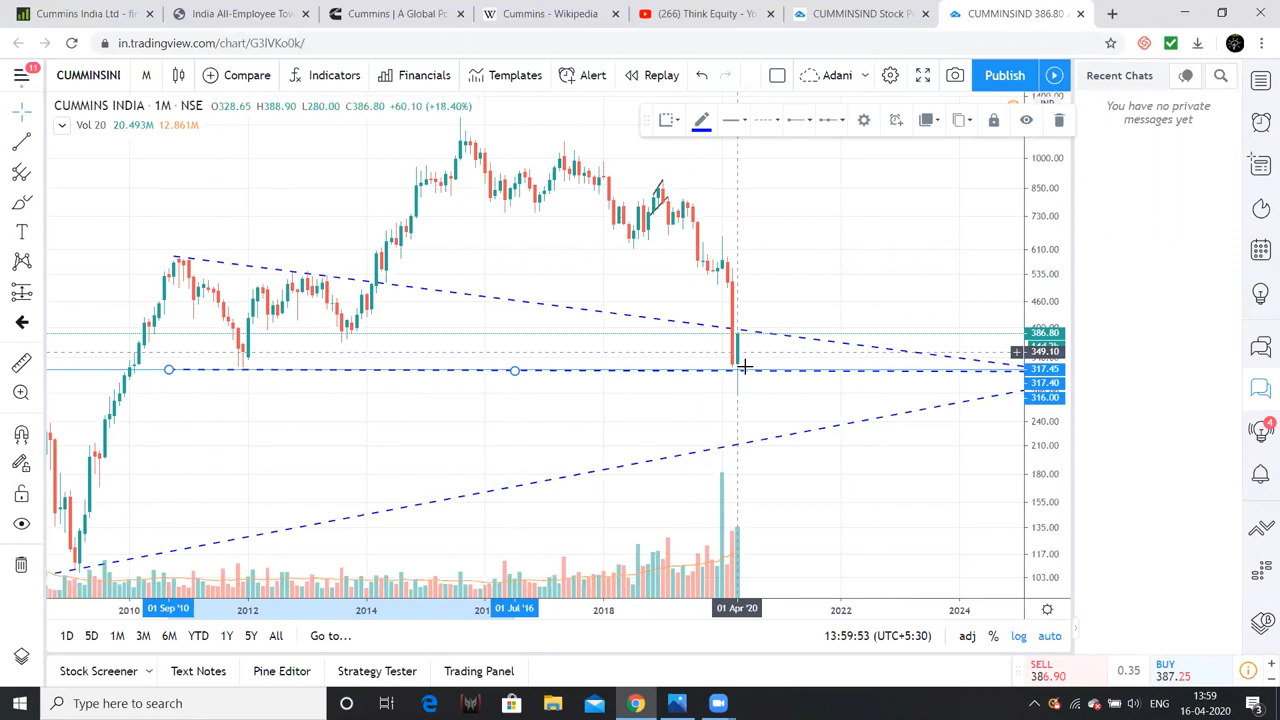 Cummins India Ltd - fin
India All-Employee Tow
Cummins | A Global Po
Cummins - Wikipedia
(266) Think Equity - You
CUMMINSIND Stock P
CUMMINSIND 386.80
in.tradingview.com/chart/G3lVKo0k/
11
CUMMINSINI
M
Compare
Indicators
Financials
Templates
Alert
Replay
Adani
Publish
Recent Chats
CUMMINS INDIA · 1M · NSE O328.65 H388.90 L280.00 C386.80 +60.10 (+18.40%)
Vol 20 20.493M 12.861M
You have no private
messages yet
1000.00
850.00
730.00
610.00
535.00
460.00
386.80
349.10
317.45
317.40
316.00
240.00
210.00
180.00
155.00
135.00
117.00
103.00
4
2010
01 Sep '10
2012
2014
01 Jul '16
2018
01 Apr '20
2022
2024
1D 5D 1M 3M 6M YTD 1Y 5Y All Go to...
13:59:53 (UTC+5:30) adj % log auto
Stock Screener Text Notes Pine Editor Strategy Tester Trading Panel
SELL
386.90
0.35
BUY
387.25
Type here to search
ENG
13:59
16-04-2020
3